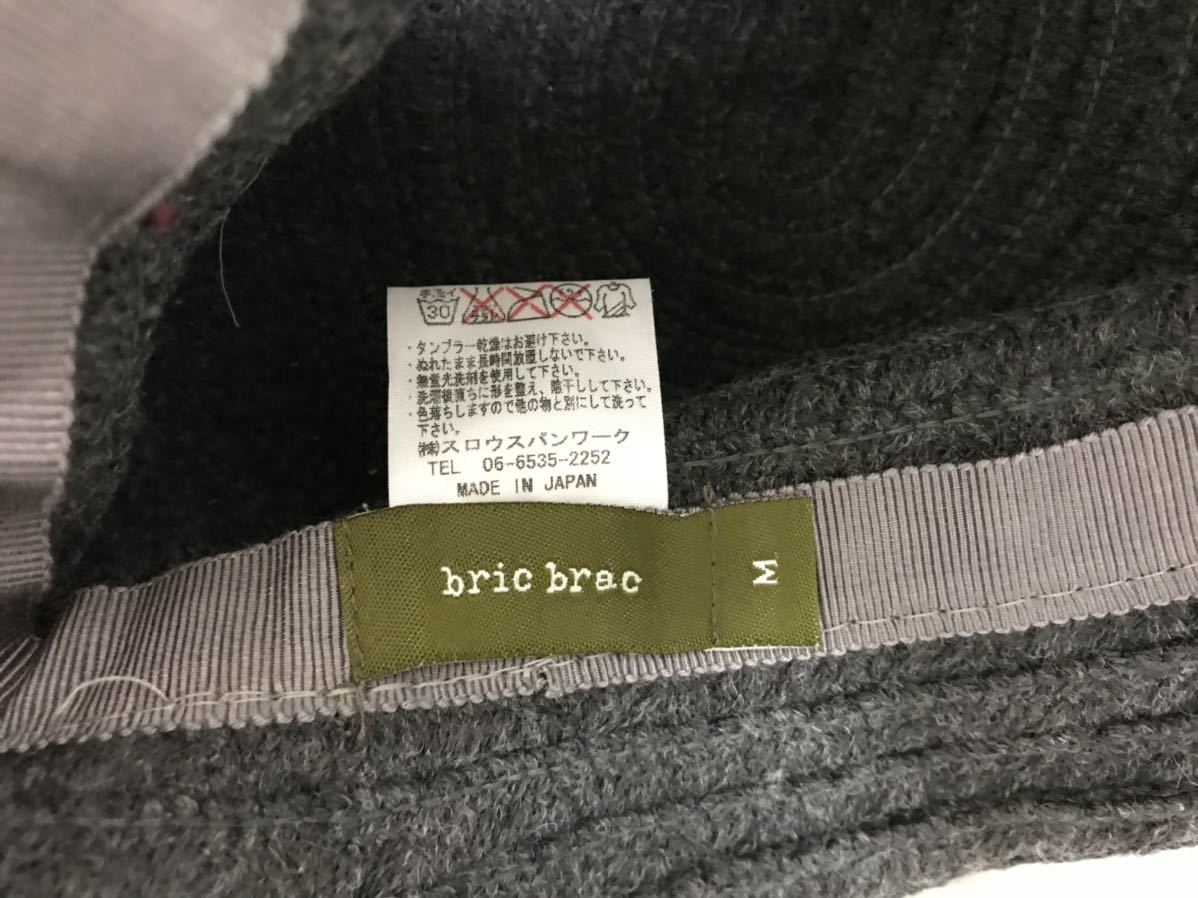 手洗イ
30
・タンブラー乾燥はお避け下さい。
・ぬれたまま長時間放置しないで下さい。
・無蛍光洗剤を使用して下さい。
・洗濯後直ちに形を整え、陰干しして下さい。
・色落ちしますので他の物と別にして洗って
下さい。
㈱スロウスパンワーク
TEL 06-6535-2252
MADE IN JAPAN
bric brac
M